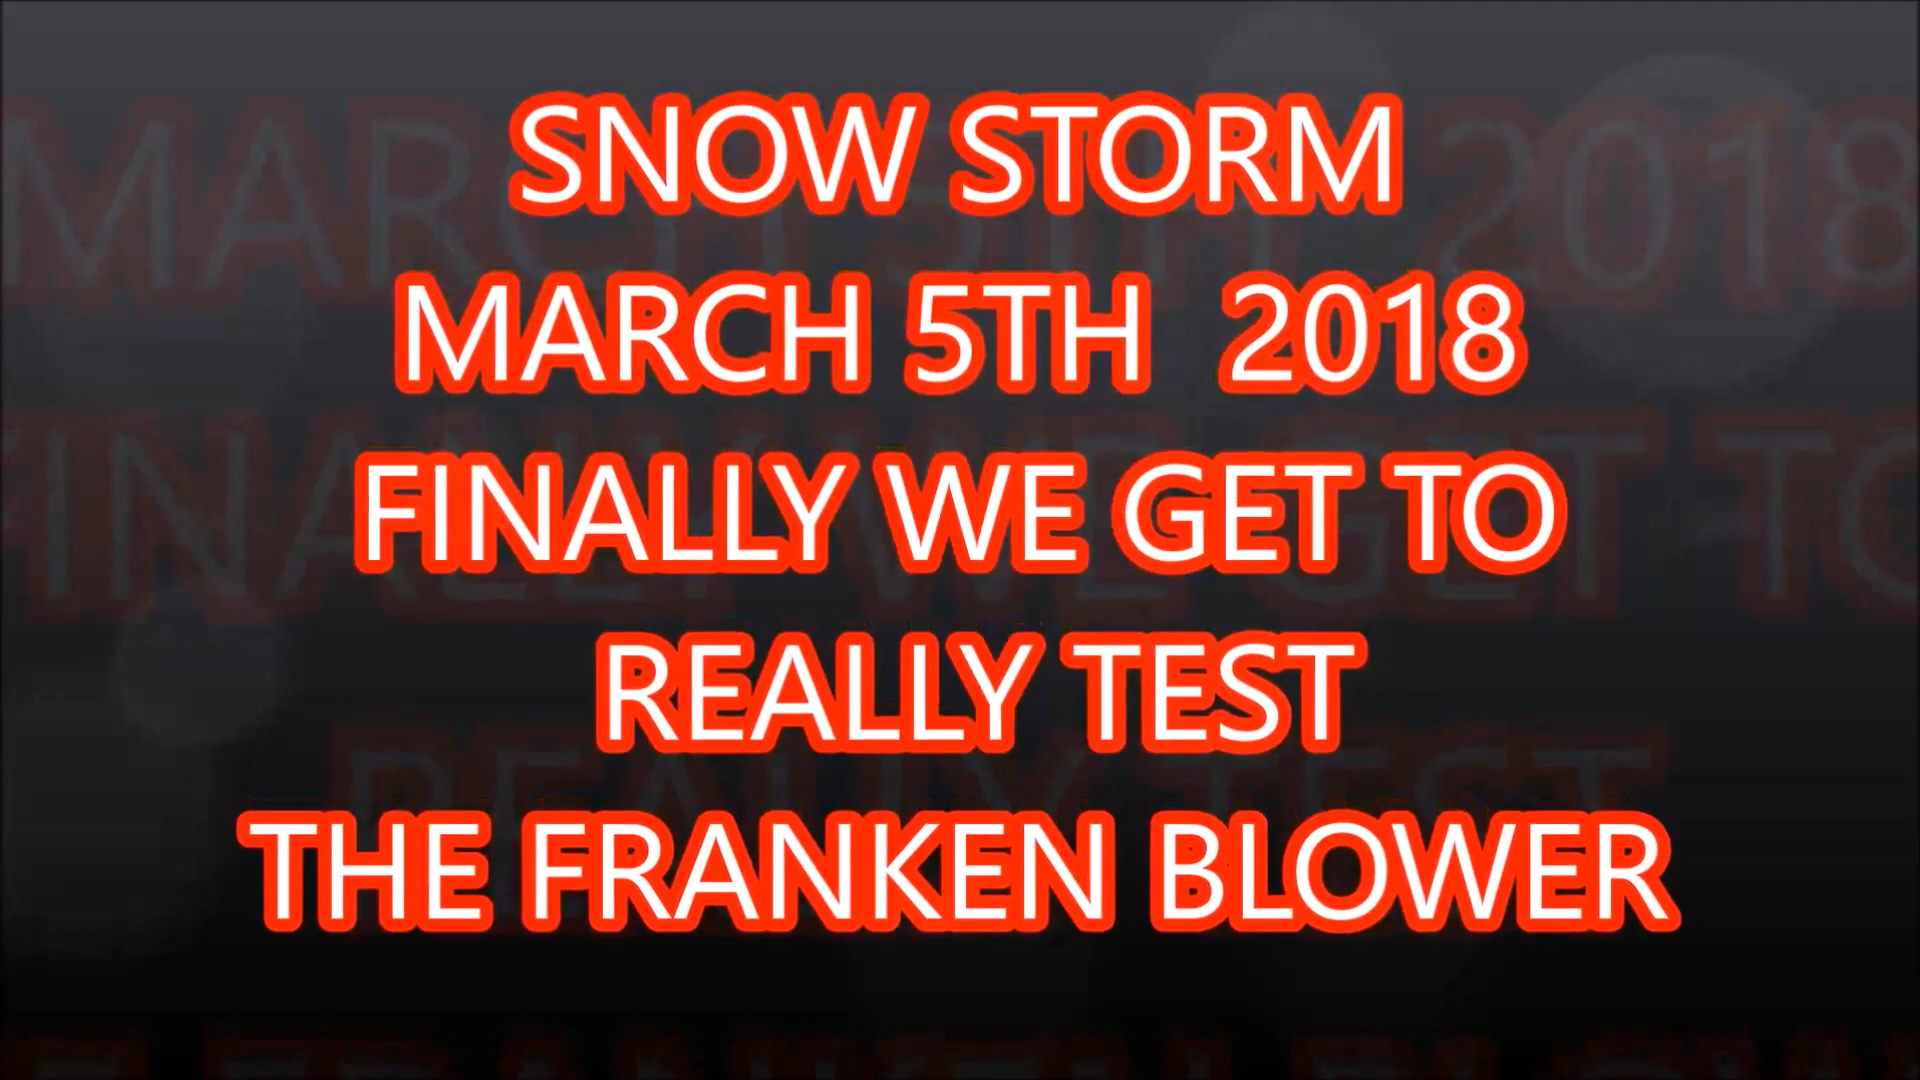 SNOW STORM
MARCH 5TH  2018
FINALLY WE GET TO
REALLY TEST
THE FRANKEN BLOWER